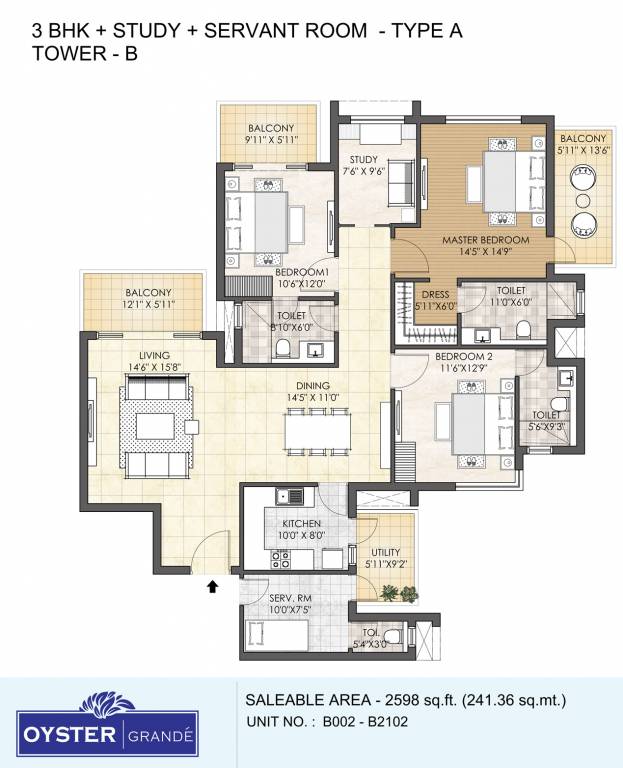 3 BHK + STUDY + SERVANT ROOM - TYPE A
TOWER - B
BALCONY
9'11" X 5'11"
STUDY
7'6" X 9'6"
BALCONY
5'11" X 13'6"
MASTER BEDROOM
14'5" X 14'9"
BEDROOM1
10'6"X12'0"
BALCONY
12'1" X 5'11"
DRESS
5'11"X6'0"
TOILET
11'0"X6'0"
TOILET
8'10"X6'0"
LIVING
14'6" X 15'8"
BEDROOM 2
11'6"X12'9"
DINING
14'5" X 11'0"
TOILET
5'6"X9'3"
KITCHEN
10'0" X 8'0"
UTILITY
5'11"X9'2"
SERV. RM
10'0"X7'5"
TOI.
5'4"X3'0"
OYSTER GRANDÉ
SALEABLE AREA - 2598 sq.ft. (241.36 sq.mt.)
UNIT NO. : B002 - B2102